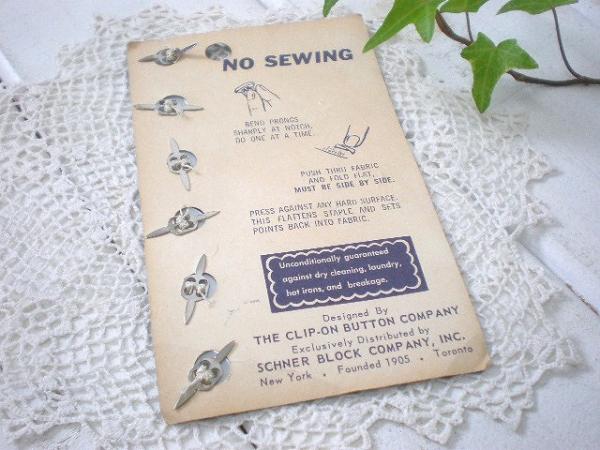 NO SEWING
BEND PRONGS
SHARPLY AT NOTCH,
DO ONE AT A TIME.
PUSH THRU FABRIC
AND FOLD FLAT,
MUST BE SIDE BY SIDE.
PRESS AGAINST ANY HARD SURFACE.
THIS FLATTENS STAPLE AND SETS
POINTS BACK INTO FABRIC.
Unconditionally guaranteed
against dry cleaning, laundry,
hot irons, and breakage.
Designed By
THE CLIP-ON BUTTON COMPANY
Exclusively Distributed by
SCHNER BLOCK COMPANY, INC.
New York • Founded 1905 • Toronto